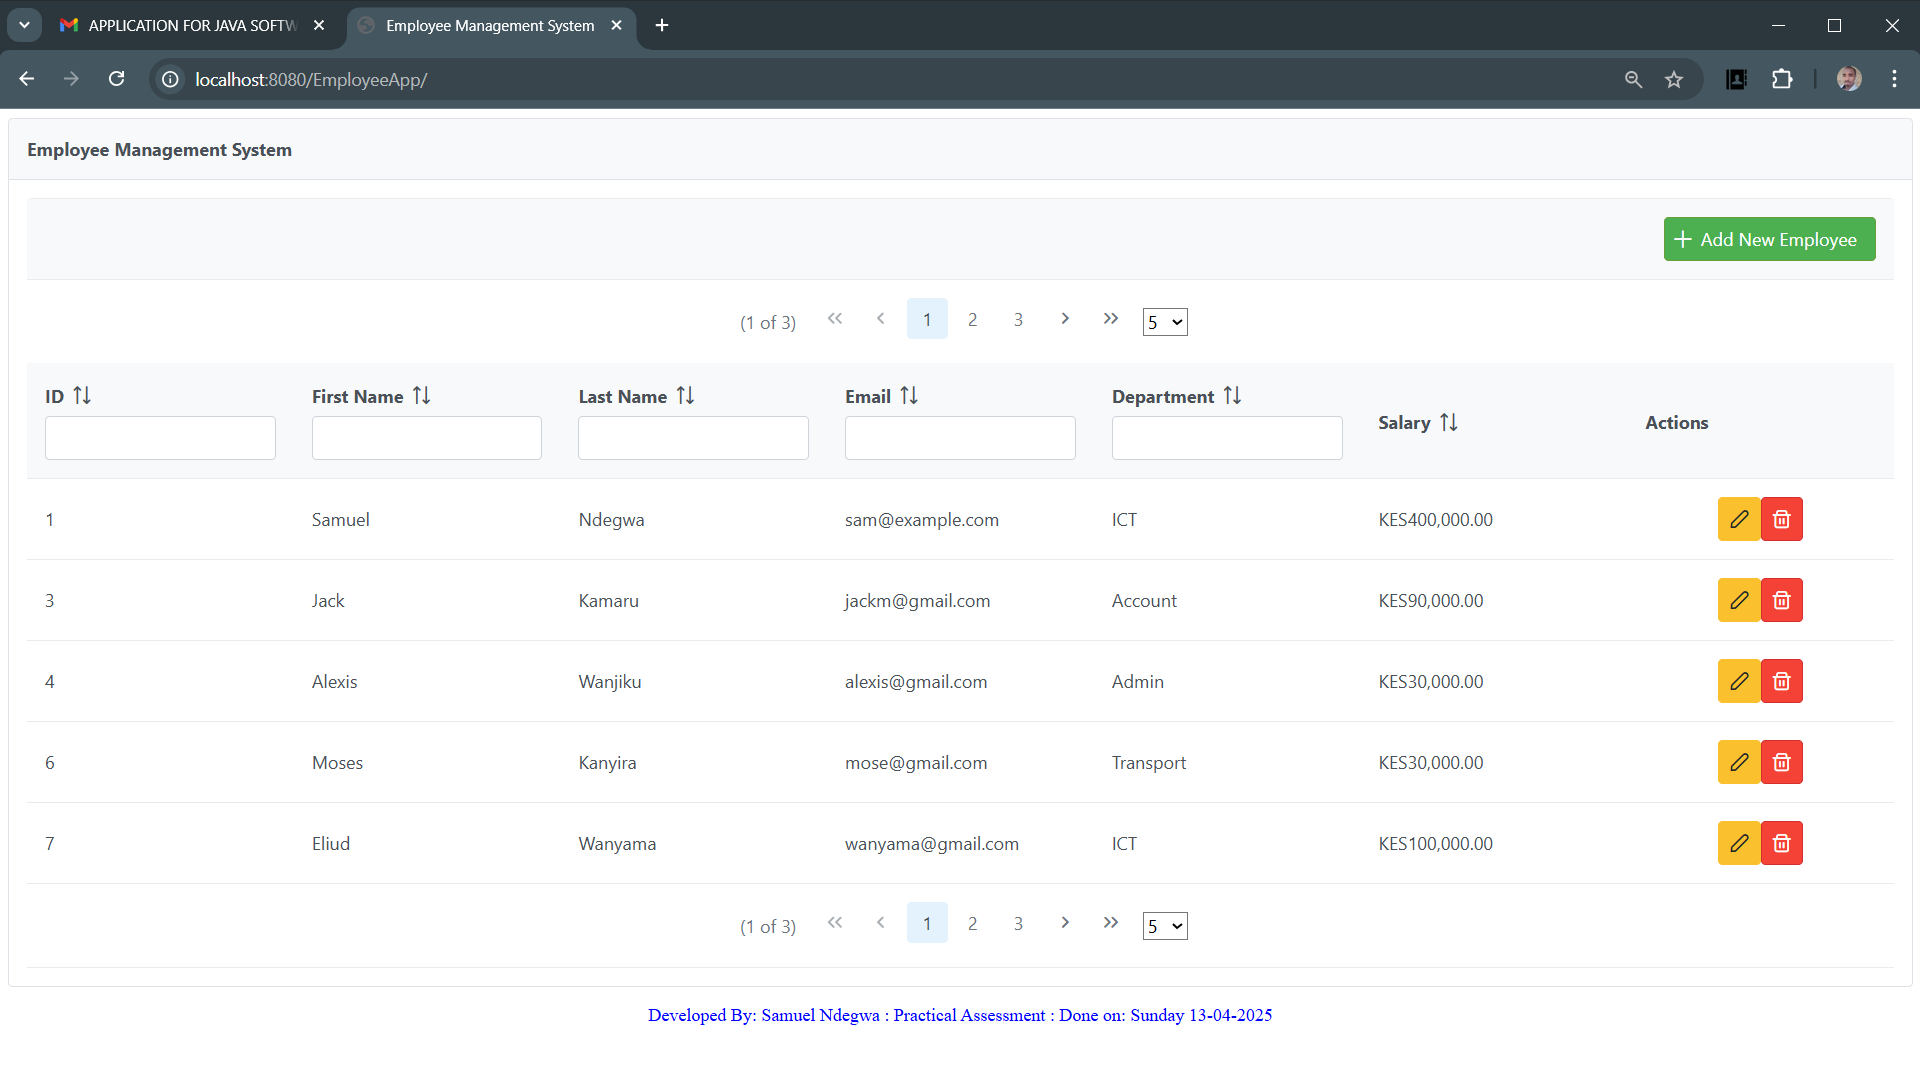 APPLICATION FOR JAVA SOFTW
Employee Management System
localhost:8080/EmployeeApp/
Employee Management System
Add New Employee
(1 of 3) 1 2 3 5
ID First Name Last Name Email Department Salary Actions
1 Samuel Ndegwa sam@example.com ICT KES400,000.00
3 Jack Kamaru jackm@gmail.com Account KES90,000.00
4 Alexis Wanjiku alexis@gmail.com Admin KES30,000.00
6 Moses Kanyira mose@gmail.com Transport KES30,000.00
7 Eliud Wanyama wanyama@gmail.com ICT KES100,000.00
(1 of 3) 1 2 3 5
Developed By: Samuel Ndegwa : Practical Assessment : Done on: Sunday 13-04-2025